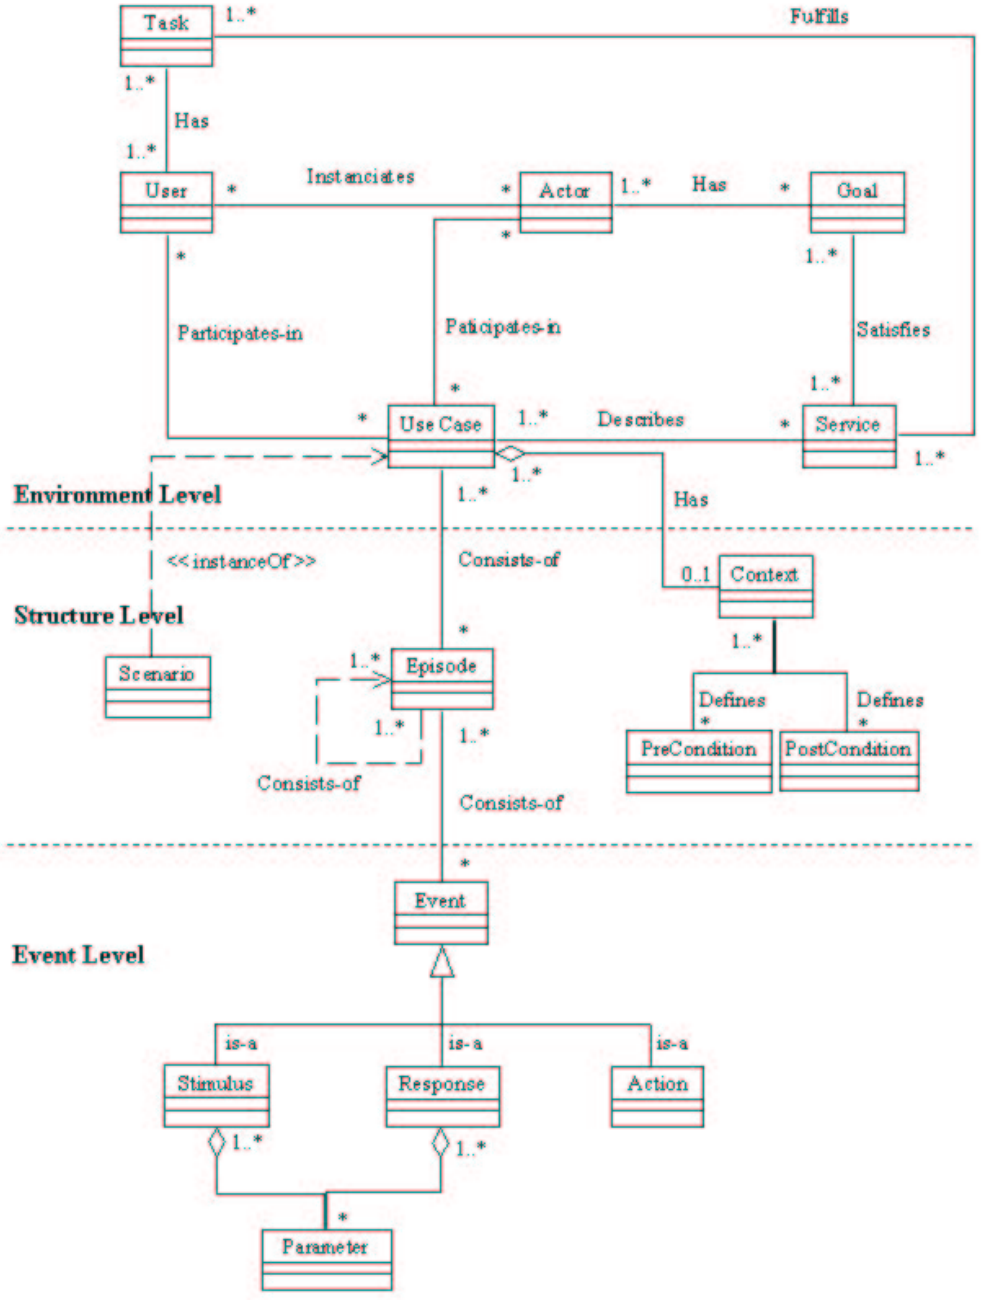 Task
1..*
Fulfills
1..*
Has
1..*
User
*
Instanciates
*
Actor
1..*
Has
*
Goal
*
*
1..*
Participates-in
Paticipates-in
Satisfies
*
1..*
*
Use Case
1..*
Describes
*
Service
1..*
1..*
1..*
Environment Level
Has
<<instanceOf>>
Consists-of
0..1
Context
Structure Level
*
1..*
1..*
Episode
Scenario
Defines
Defines
*
*
1..*
1..*
PreCondition
PostCondition
Consists-of
Consists-of
*
Event
Event Level
is-a
is-a
is-a
Stimulus
Response
Action
1..*
1..*
*
Parameter